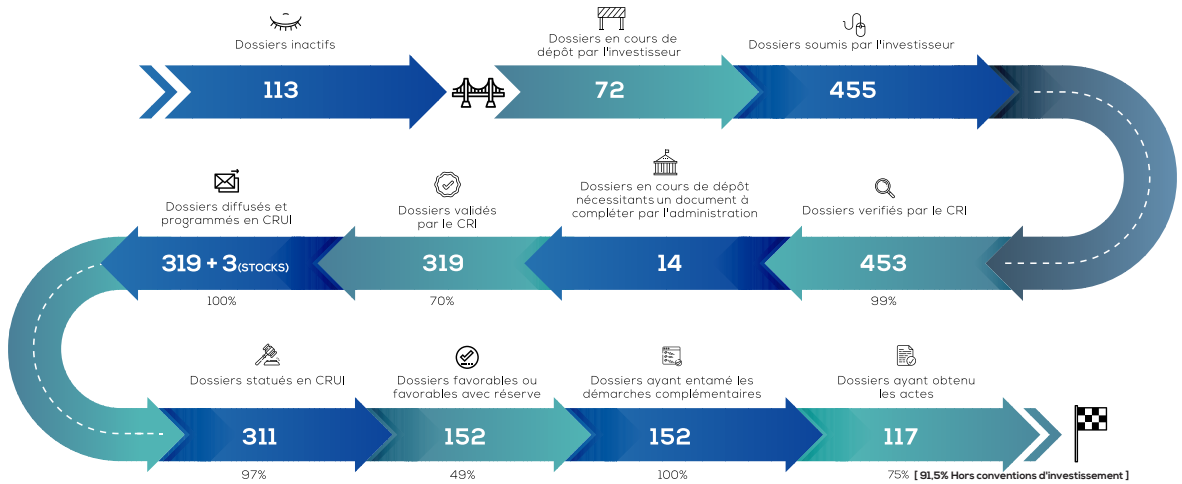 Dossiers inactifs
113
Dossiers en cours de
dépôt par l'investisseur
72
Dossiers soumis par l'investisseur
455
Dossiers verifiés par le CRI
453
99%
Dossiers en cours de dépôt
nécessitants un document à
compléter par l'administration
14
Dossiers validés
par le CRI
319
70%
Dossiers diffusés et
programmés en CRUI
319 + 3 (STOCKS)
100%
Dossiers statués en CRUI
311
97%
Dossiers favorables ou
favorables avec réserve
152
49%
Dossiers ayant entamé les
démarches complémentaires
152
100%
Dossiers ayant obtenu
les actes
117
75% [ 91,5% Hors conventions d'investissement ]